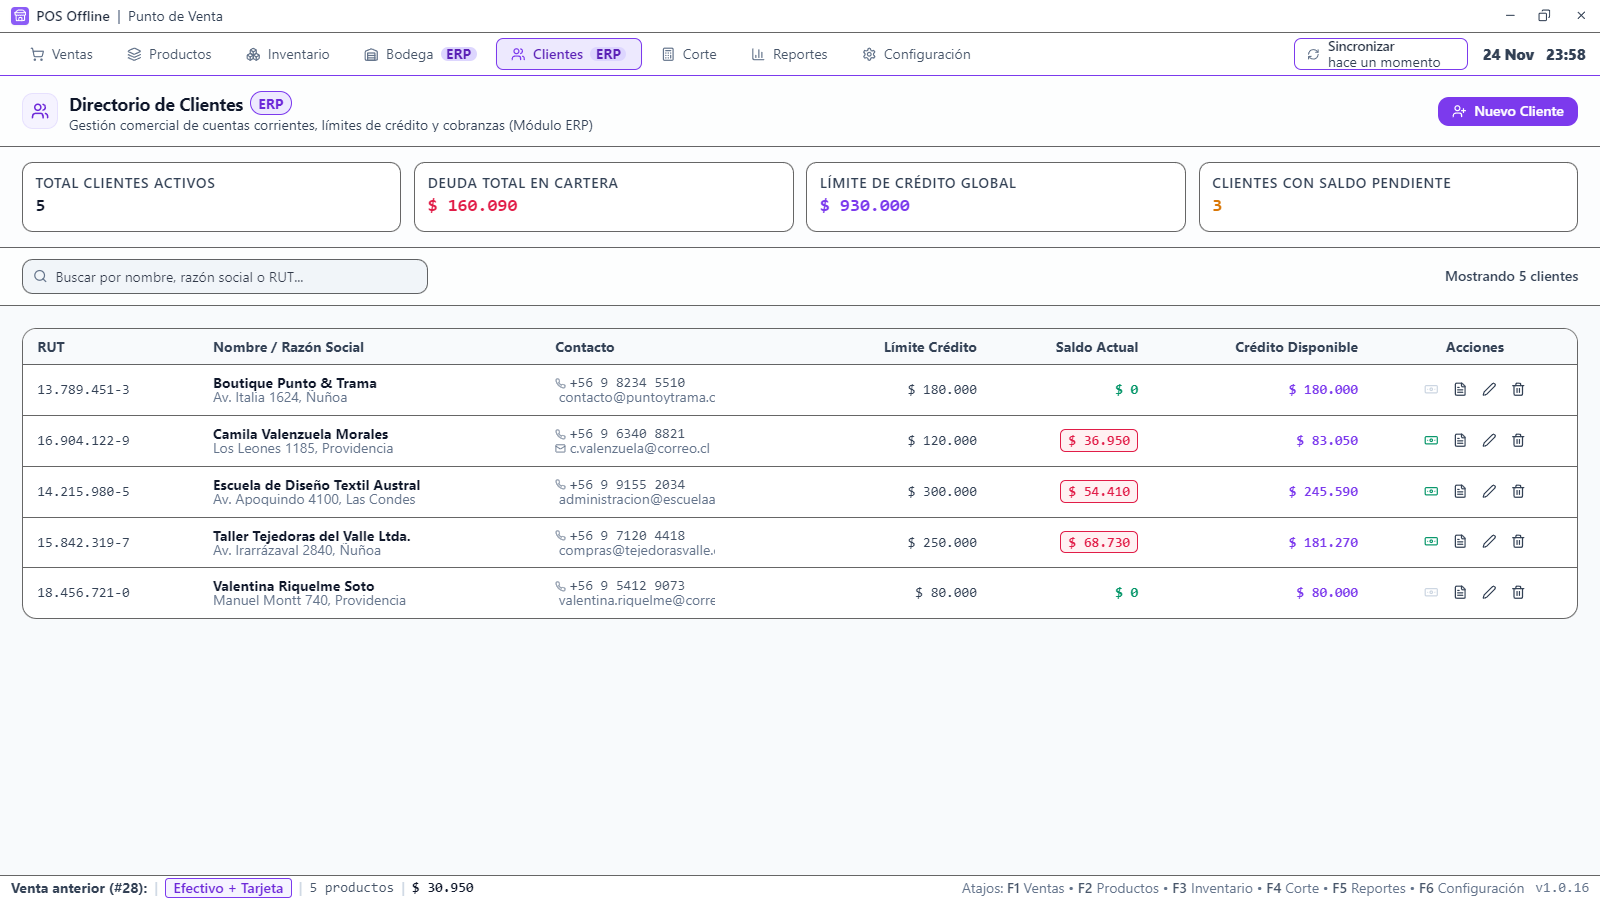 POS Offline | Punto de Venta
Ventas Productos Inventario Bodega ERP Clientes ERP Corte Reportes Configuración
Sincronizar
hace un momento
24 Nov 23:58
Directorio de Clientes ERP
Gestión comercial de cuentas corrientes, límites de crédito y cobranzas (Módulo ERP)
Nuevo Cliente
TOTAL CLIENTES ACTIVOS
5
DEUDA TOTAL EN CARTERA
$ 160.090
LÍMITE DE CRÉDITO GLOBAL
$ 930.000
CLIENTES CON SALDO PENDIENTE
3
Buscar por nombre, razón social o RUT...
Mostrando 5 clientes
RUT Nombre / Razón Social Contacto Límite Crédito Saldo Actual Crédito Disponible Acciones
13.789.451-3
Boutique Punto & Trama
Av. Italia 1624, Ñuñoa
+56 9 8234 5510
contacto@puntoytrama.c
$ 180.000 $ 0 $ 180.000
16.904.122-9
Camila Valenzuela Morales
Los Leones 1185, Providencia
+56 9 6340 8821
c.valenzuela@correo.cl
$ 120.000 $ 36.950 $ 83.050
14.215.980-5
Escuela de Diseño Textil Austral
Av. Apoquindo 4100, Las Condes
+56 9 9155 2034
administracion@escuelaa
$ 300.000 $ 54.410 $ 245.590
15.842.319-7
Taller Tejedoras del Valle Ltda.
Av. Irarrázaval 2840, Ñuñoa
+56 9 7120 4418
compras@tejedorasvalle.
$ 250.000 $ 68.730 $ 181.270
18.456.721-0
Valentina Riquelme Soto
Manuel Montt 740, Providencia
+56 9 5412 9073
valentina.riquelme@corre
$ 80.000 $ 0 $ 80.000
Venta anterior (#28): | Efectivo + Tarjeta | 5 productos | $ 30.950
Atajos: F1 Ventas • F2 Productos • F3 Inventario • F4 Corte • F5 Reportes • F6 Configuración v1.0.16